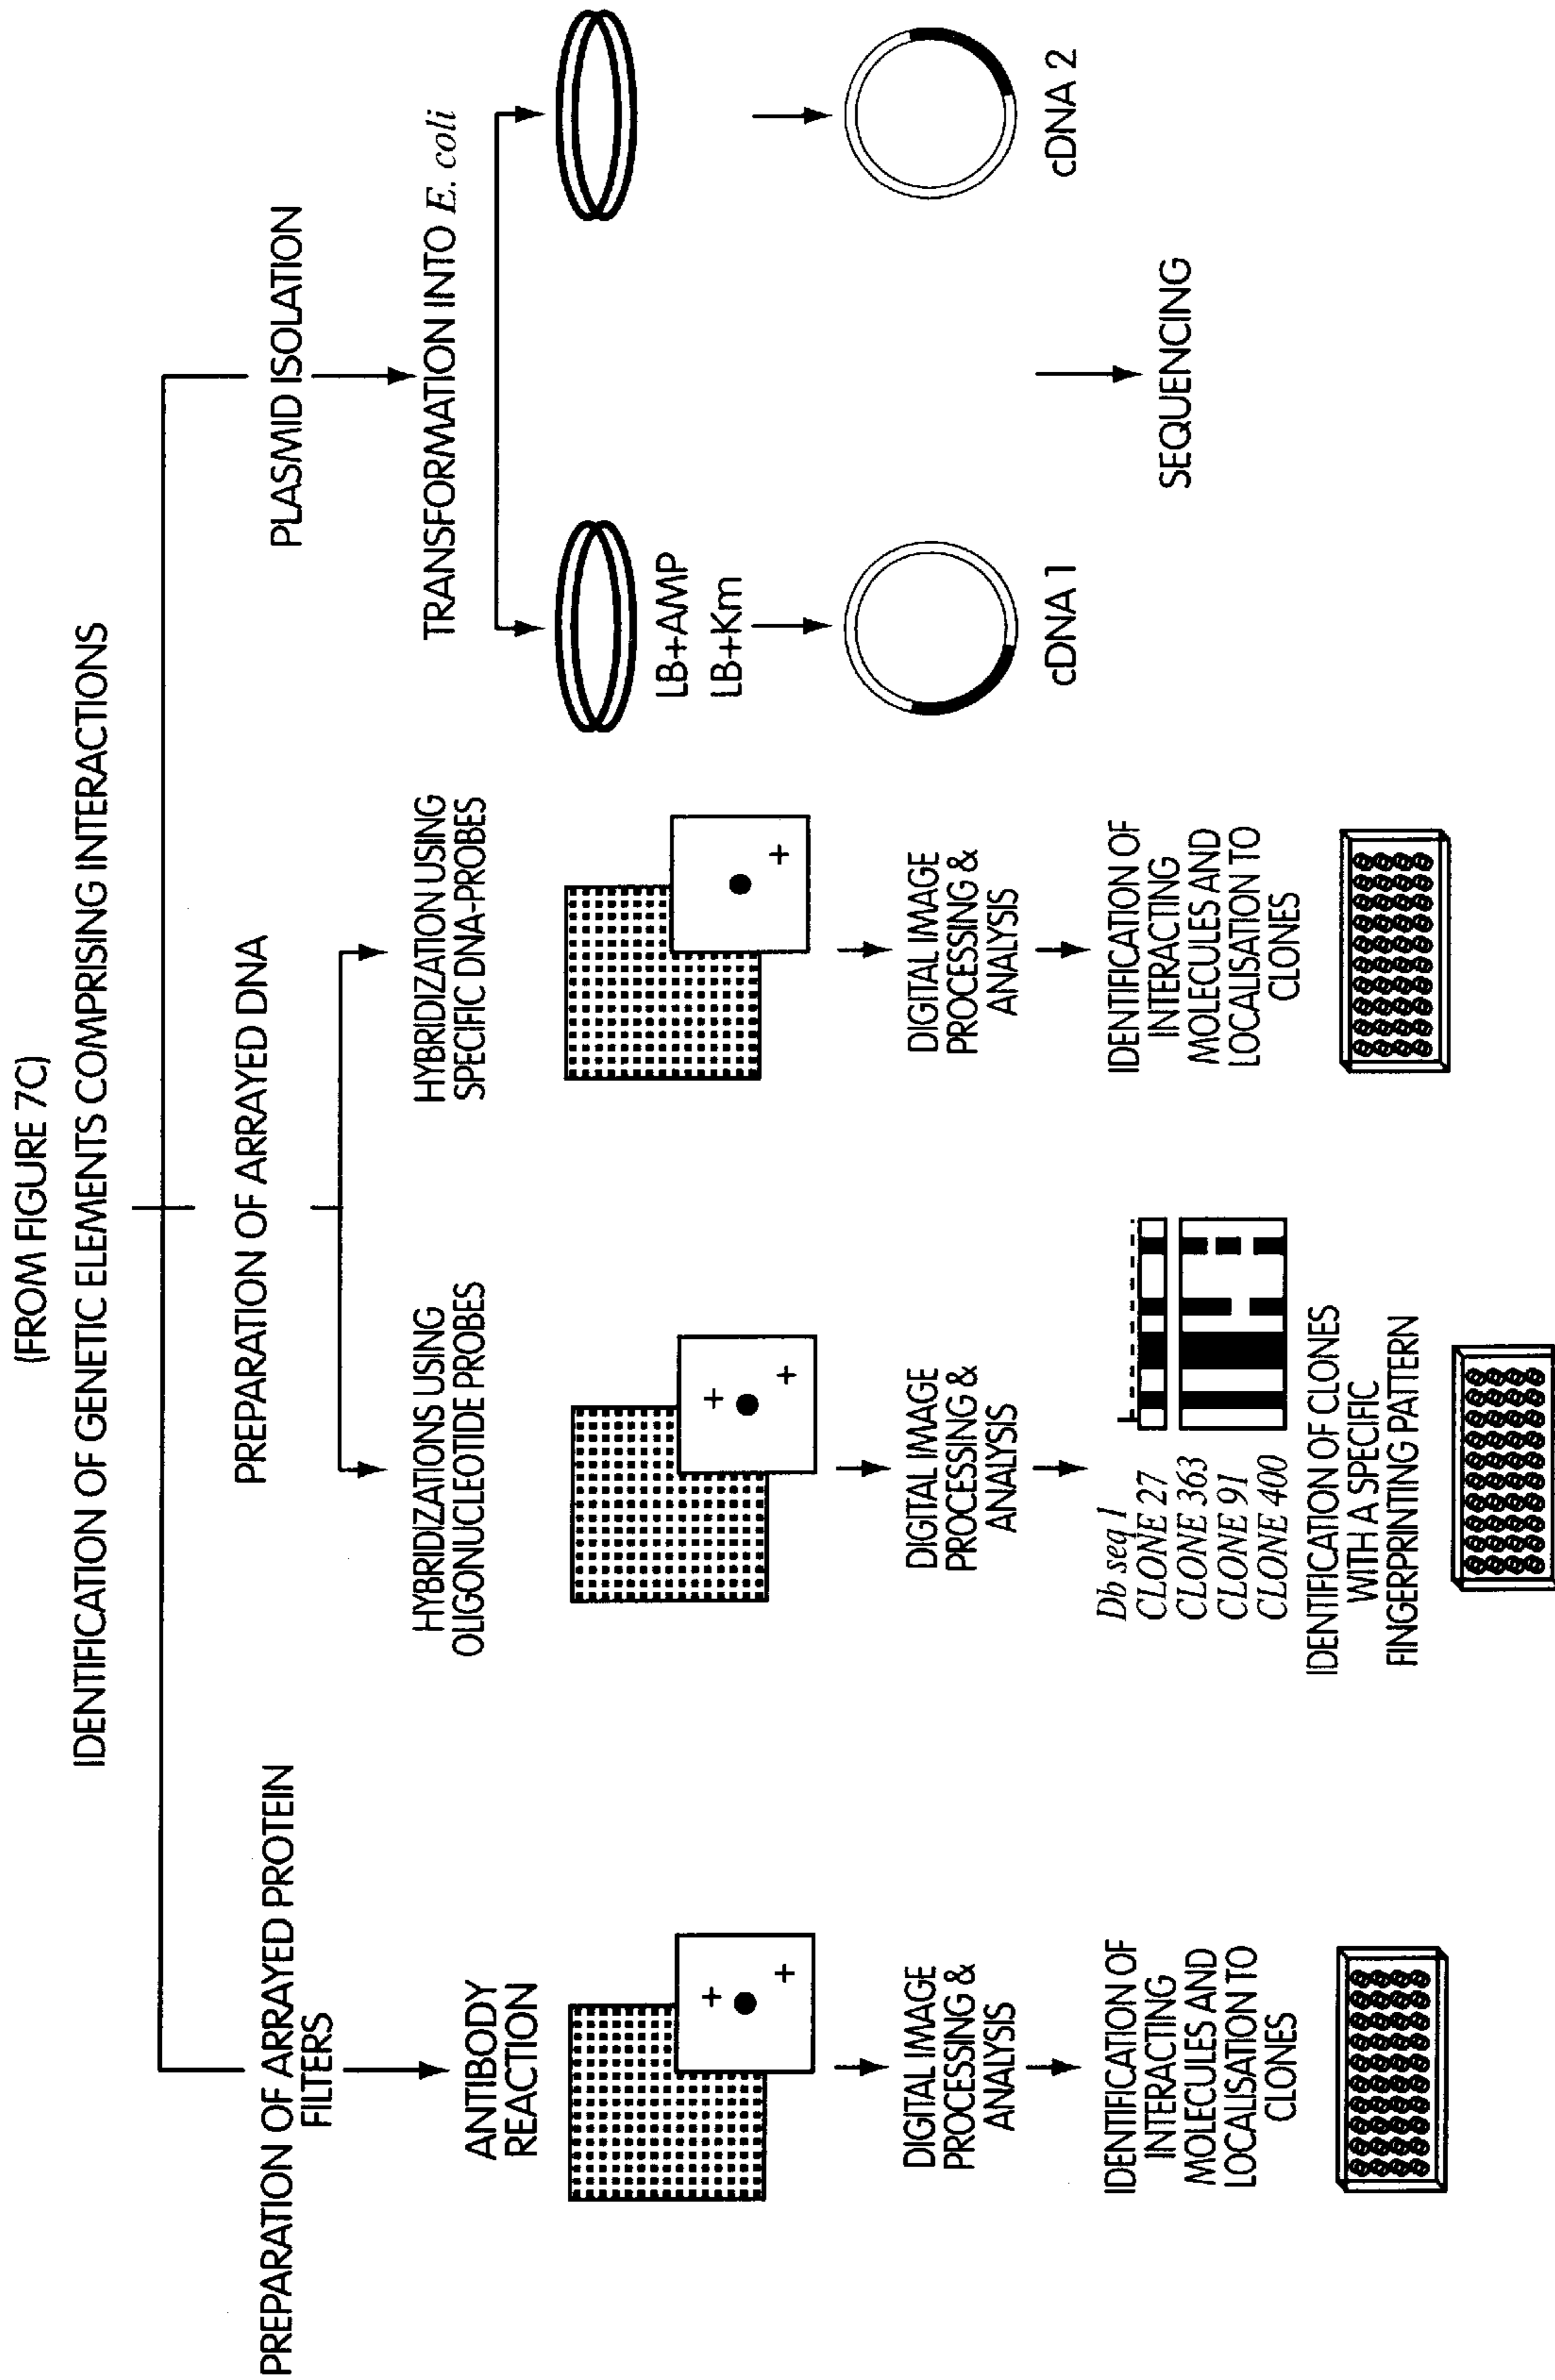 (FROM FIGURE 7C)
IDENTIFICATION OF GENETIC ELEMENTS COMPRISING INTERACTIONS
PREPARATION OF ARRAYED PROTEIN
FILTERS
ANTIBODY
REACTION
DIGITAL IMAGE
PROCESSING &
ANALYSIS
IDENTIFICATION OF
INTERACTING
MOLECULES AND
LOCALISATION TO
CLONES
PREPARATION OF ARRAYED DNA
HYBRIDIZATIONS USING
OLIGONUCLEOTIDE PROBES
DIGITAL IMAGE
PROCESSING &
ANALYSIS
Db seq 1
CLONE 27
CLONE 363
CLONE 91
CLONE 400
IDENTIFICATION OF CLONES
WITH A SPECIFIC
FINGERPRINTING PATTERN
HYBRIDIZATION USING
SPECIFIC DNA-PROBES
DIGITAL IMAGE
PROCESSING &
ANALYSIS
IDENTIFICATION OF
INTERACTING
MOLECULES AND
LOCALISATION TO
CLONES
PLASMID ISOLATION
TRANSFORMATION INTO E. coli
LB+AMP
LB+Km
cDNA 1
cDNA 2
SEQUENCING